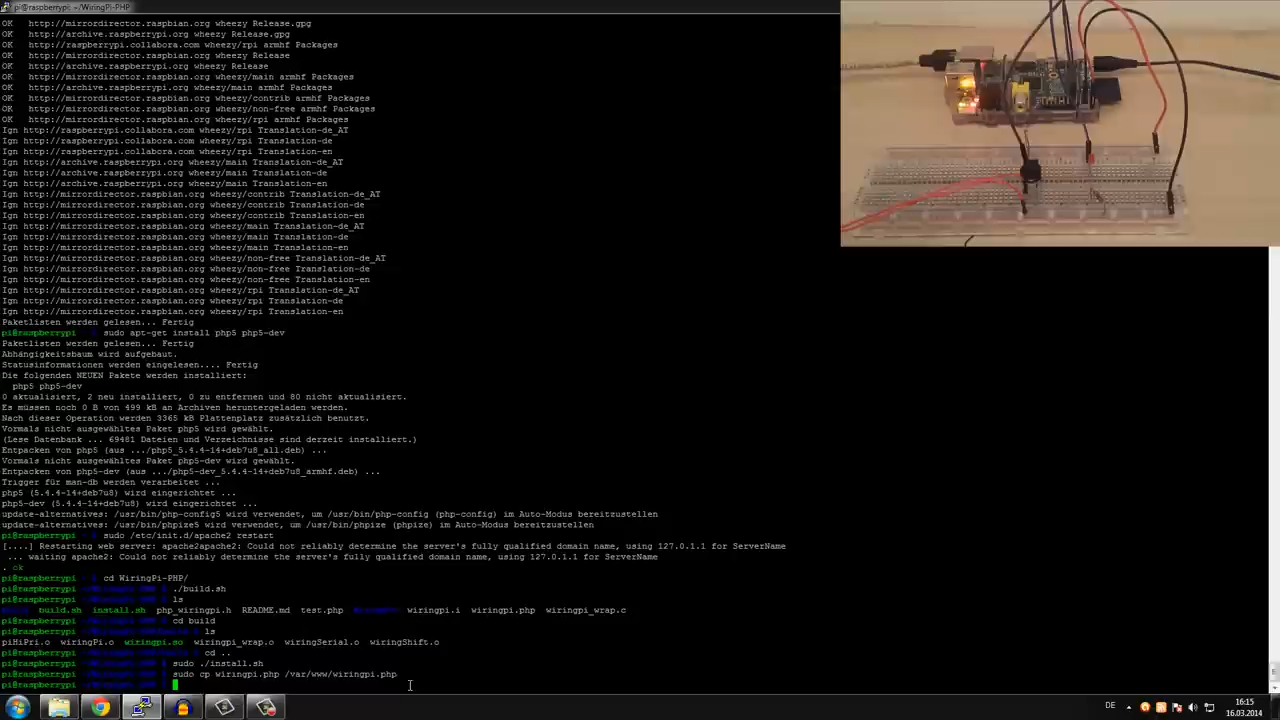 pi@raspberrypi: ~/WiringPi-PHP
OK   http://mirrordirector.raspbian.org wheezy Release.gpg
OK   http://archive.raspberrypi.org wheezy Release.gpg
OK   http://raspberrypi.collabora.com wheezy/rpi armhf Packages
OK   http://mirrordirector.raspbian.org wheezy Release
OK   http://archive.raspberrypi.org wheezy Release
OK   http://mirrordirector.raspbian.org wheezy/main armhf Packages
OK   http://archive.raspberrypi.org wheezy/main armhf Packages
OK   http://mirrordirector.raspbian.org wheezy/contrib armhf Packages
OK   http://mirrordirector.raspbian.org wheezy/non-free armhf Packages
OK   http://mirrordirector.raspbian.org wheezy/rpi armhf Packages
Ign http://raspberrypi.collabora.com wheezy/rpi Translation-de_AT
Ign http://raspberrypi.collabora.com wheezy/rpi Translation-de
Ign http://raspberrypi.collabora.com wheezy/rpi Translation-en
Ign http://archive.raspberrypi.org wheezy/main Translation-de_AT
Ign http://archive.raspberrypi.org wheezy/main Translation-de
Ign http://archive.raspberrypi.org wheezy/main Translation-en
Ign http://mirrordirector.raspbian.org wheezy/contrib Translation-de_AT
Ign http://mirrordirector.raspbian.org wheezy/contrib Translation-de
Ign http://mirrordirector.raspbian.org wheezy/contrib Translation-en
Ign http://mirrordirector.raspbian.org wheezy/main Translation-de_AT
Ign http://mirrordirector.raspbian.org wheezy/main Translation-de
Ign http://mirrordirector.raspbian.org wheezy/main Translation-en
Ign http://mirrordirector.raspbian.org wheezy/non-free Translation-de_AT
Ign http://mirrordirector.raspbian.org wheezy/non-free Translation-de
Ign http://mirrordirector.raspbian.org wheezy/non-free Translation-en
Ign http://mirrordirector.raspbian.org wheezy/rpi Translation-de_AT
Ign http://mirrordirector.raspbian.org wheezy/rpi Translation-de
Ign http://mirrordirector.raspbian.org wheezy/rpi Translation-en
Paketlisten werden gelesen... Fertig
pi@raspberrypi sudo apt-get install php5 php5-dev
Paketlisten werden gelesen... Fertig
Abhängigkeitsbaum wird aufgebaut.
Statusinformationen werden eingelesen.... Fertig
Die folgenden NEUEN Pakete werden installiert:
  php5 php5-dev
0 aktualisiert, 2 neu installiert, 0 zu entfernen und 80 nicht aktualisiert.
Es müssen noch 0 B von 499 kB an Archiven heruntergeladen werden.
Nach dieser Operation werden 3365 kB Plattenplatz zusätzlich benutzt.
Vormals nicht ausgewähltes Paket php5 wird gewählt.
(Lese Datenbank ... 69481 Dateien und Verzeichnisse sind derzeit installiert.)
Entpacken von php5 (aus .../php5_5.4.4-14+deb7u8_all.deb) ...
Vormals nicht ausgewähltes Paket php5-dev wird gewählt.
Entpacken von php5-dev (aus .../php5-dev_5.4.4-14+deb7u8_armhf.deb) ...
Trigger für man-db werden verarbeitet ...
php5 (5.4.4-14+deb7u8) wird eingerichtet ...
php5-dev (5.4.4-14+deb7u8) wird eingerichtet ...
update-alternatives: /usr/bin/php-config5 wird verwendet, um /usr/bin/php-config (php-config) im Auto-Modus bereitzustellen
update-alternatives: /usr/bin/phpize5 wird verwendet, um /usr/bin/phpize (phpize) im Auto-Modus bereitzustellen
pi@raspberrypi sudo /etc/init.d/apache2 restart
[....] Restarting web server: apache2apache2: Could not reliably determine the server's fully qualified domain name, using 127.0.1.1 for ServerName
 ... waiting apache2: Could not reliably determine the server's fully qualified domain name, using 127.0.1.1 for ServerName
. ok
pi@raspberrypi cd WiringPi-PHP/
pi@raspberrypi ./build.sh
pi@raspberrypi ls
build.sh  install.sh  php_wiringpi.h  README.md  test.php  wiringpi.i  wiringpi.php  wiringpi_wrap.c
pi@raspberrypi cd build
pi@raspberrypi ls
piHiPri.o  wiringPi.o  wiringpi.so  wiringpi_wrap.o  wiringSerial.o  wiringShift.o
pi@raspberrypi cd ..
pi@raspberrypi sudo ./install.sh
pi@raspberrypi sudo cp wiringpi.php /var/www/wiringpi.php
pi@raspberrypi
DE
16:15
16.03.2014